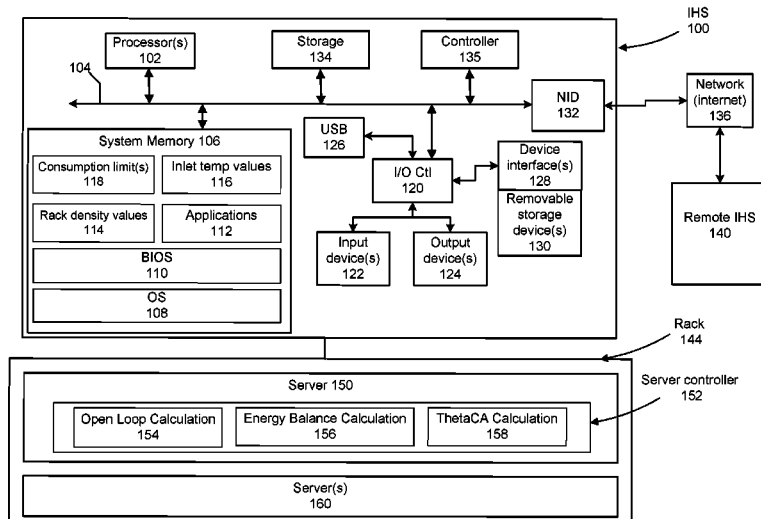 IHS
100
Processor(s)
102
Storage
134
Controller
135
104
NID
132
Network
(internet)
136
System Memory 106
Consumption limit(s)
118
Inlet temp values
116
Rack density values
114
Applications
112
BIOS
110
OS
108
USB
126
I/O Ctl
120
Device
interface(s)
128
Removable
storage
device(s)
130
Input
device(s)
122
Output
device(s)
124
Remote IHS
140
Rack
144
Server 150
Server controller
152
Open Loop Calculation
154
Energy Balance Calculation
156
ThetaCA Calculation
158
Server(s)
160